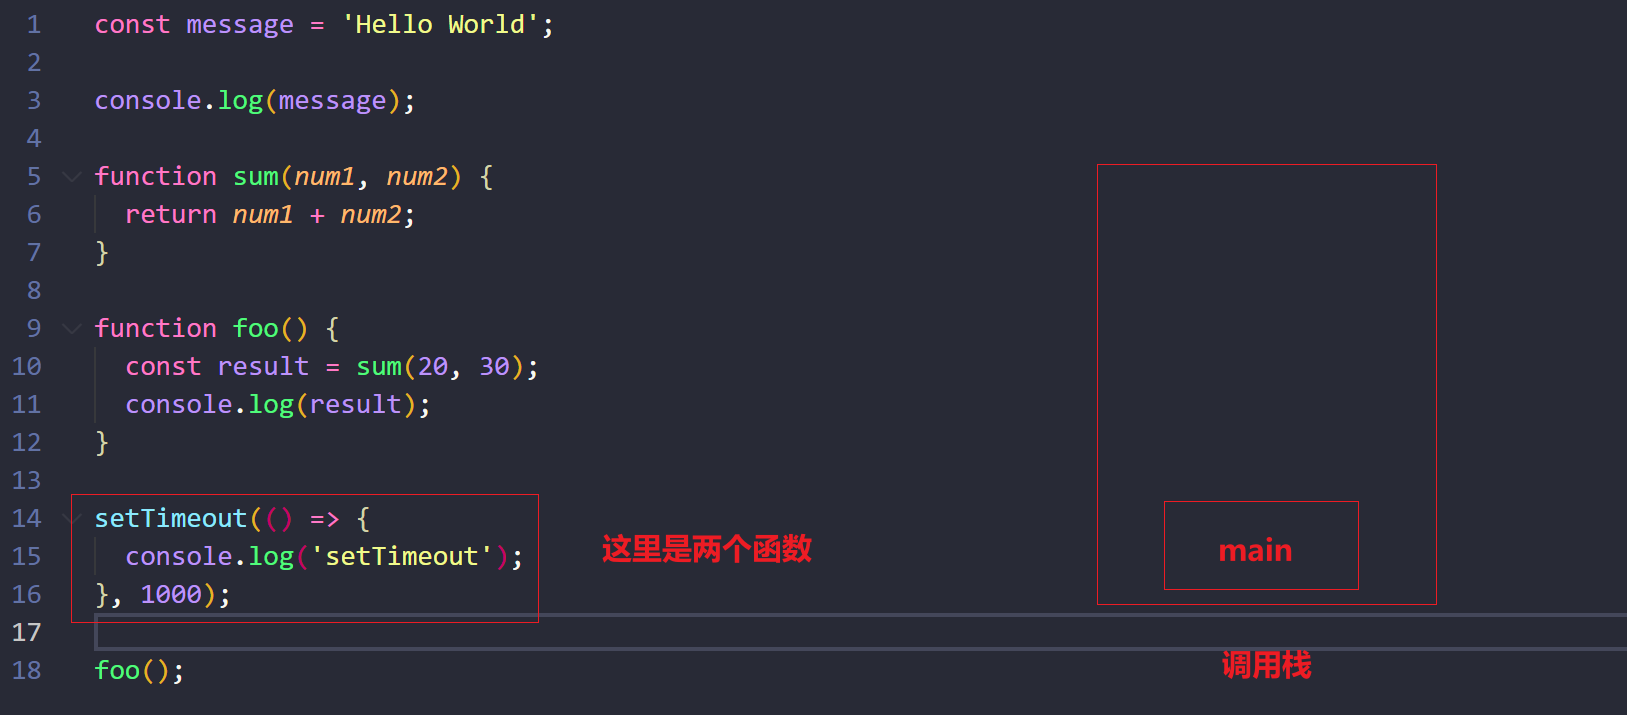 1 const message = 'Hello World';
2
3 console.log(message);
4
5 function sum(num1, num2) {
6 return num1 + num2;
7 }
8
9 function foo() {
10 const result = sum(20, 30);
11 console.log(result);
12 }
13
14 setTimeout(() => {
15 console.log('setTimeout');
16 }, 1000);
17
18 foo();
这里是两个函数
main
调用栈